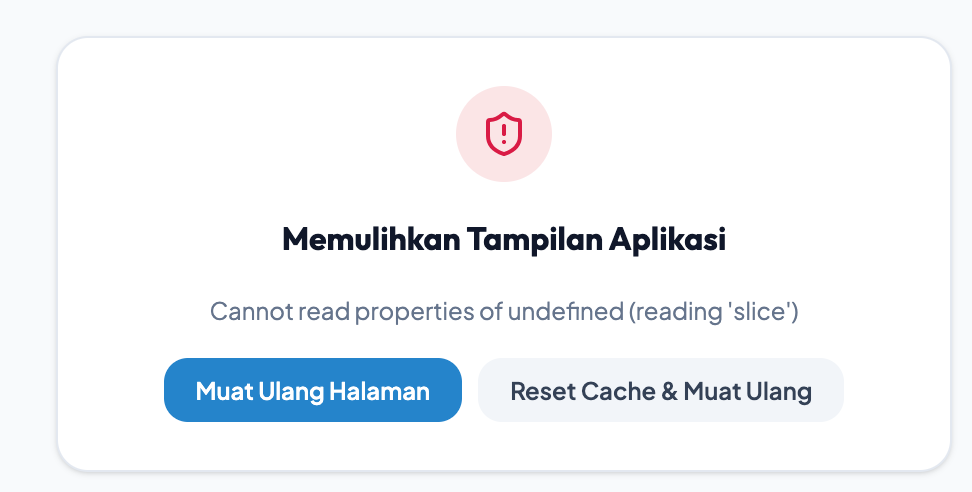 Memulihkan Tampilan Aplikasi
Cannot read properties of undefined (reading 'slice')
Muat Ulang Halaman
Reset Cache & Muat Ulang